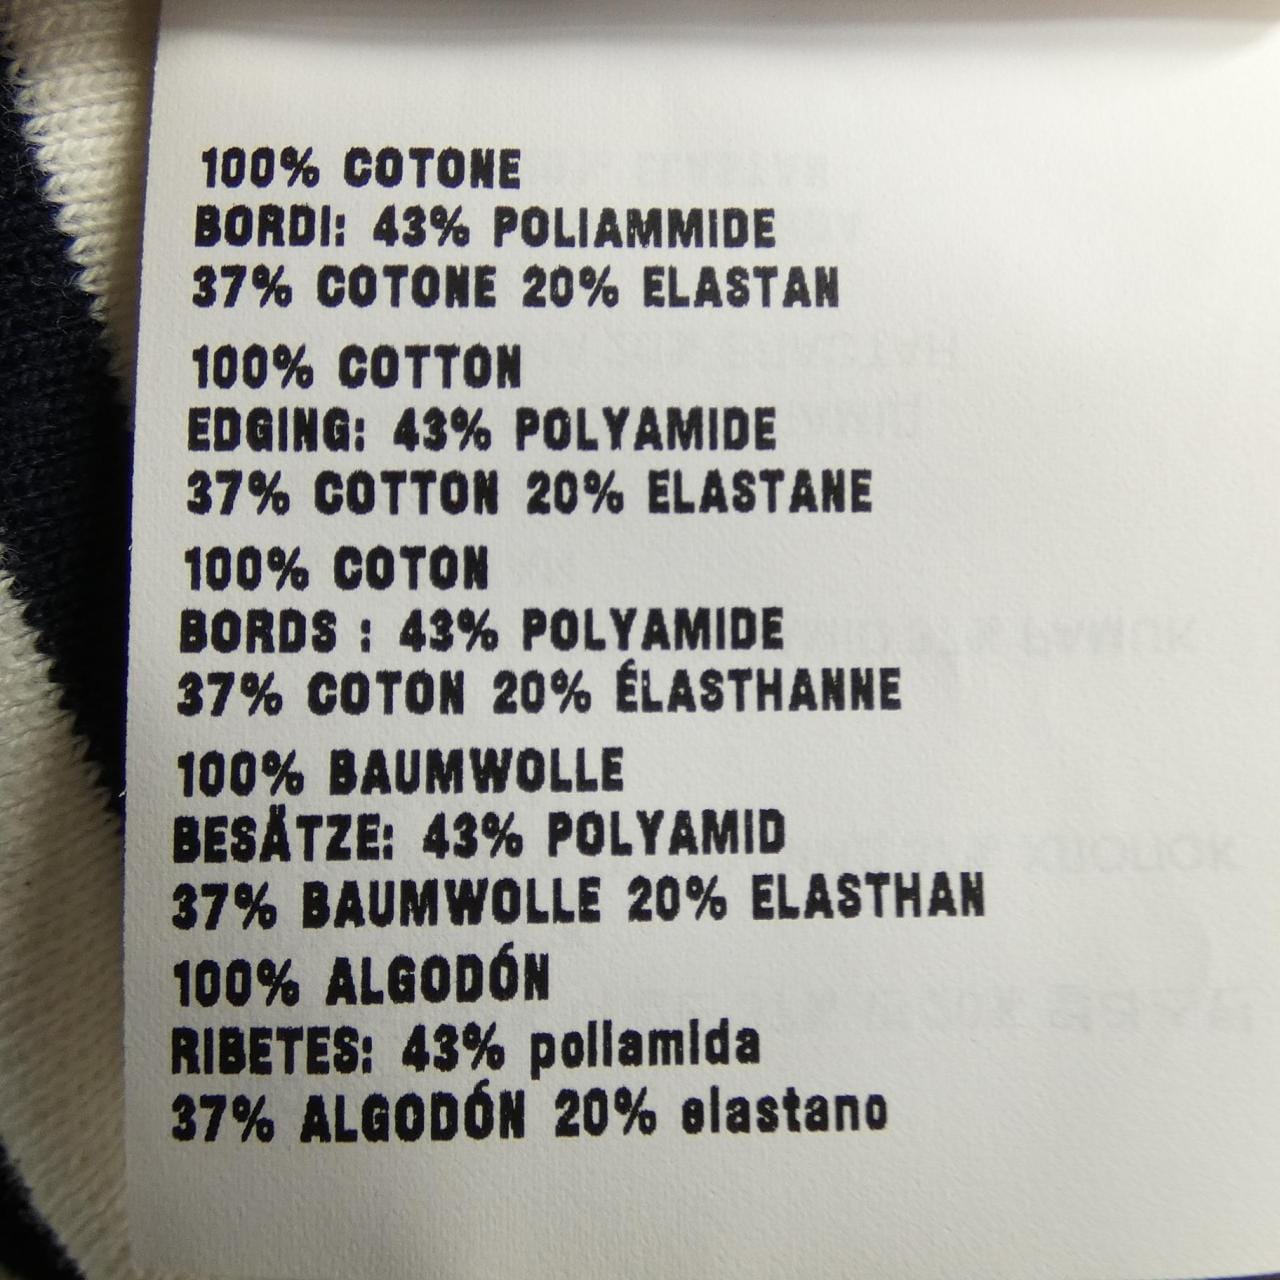 100% COTONE
BORDI: 43% POLIAMMIDE
37% COTONE 20% ELASTAN
100% COTTON
EDGING: 43% POLYAMIDE
37% COTTON 20% ELASTANE
100% COTON
BORDS : 43% POLYAMIDE
37% COTON 20% ÉLASTHANNE
100% BAUMWOLLE
BESÄTZE: 43% POLYAMID
37% BAUMWOLLE 20% ELASTHAN
100% ALGODÓN
RIBETES: 43% poliamida
37% ALGODÓN 20% elastano